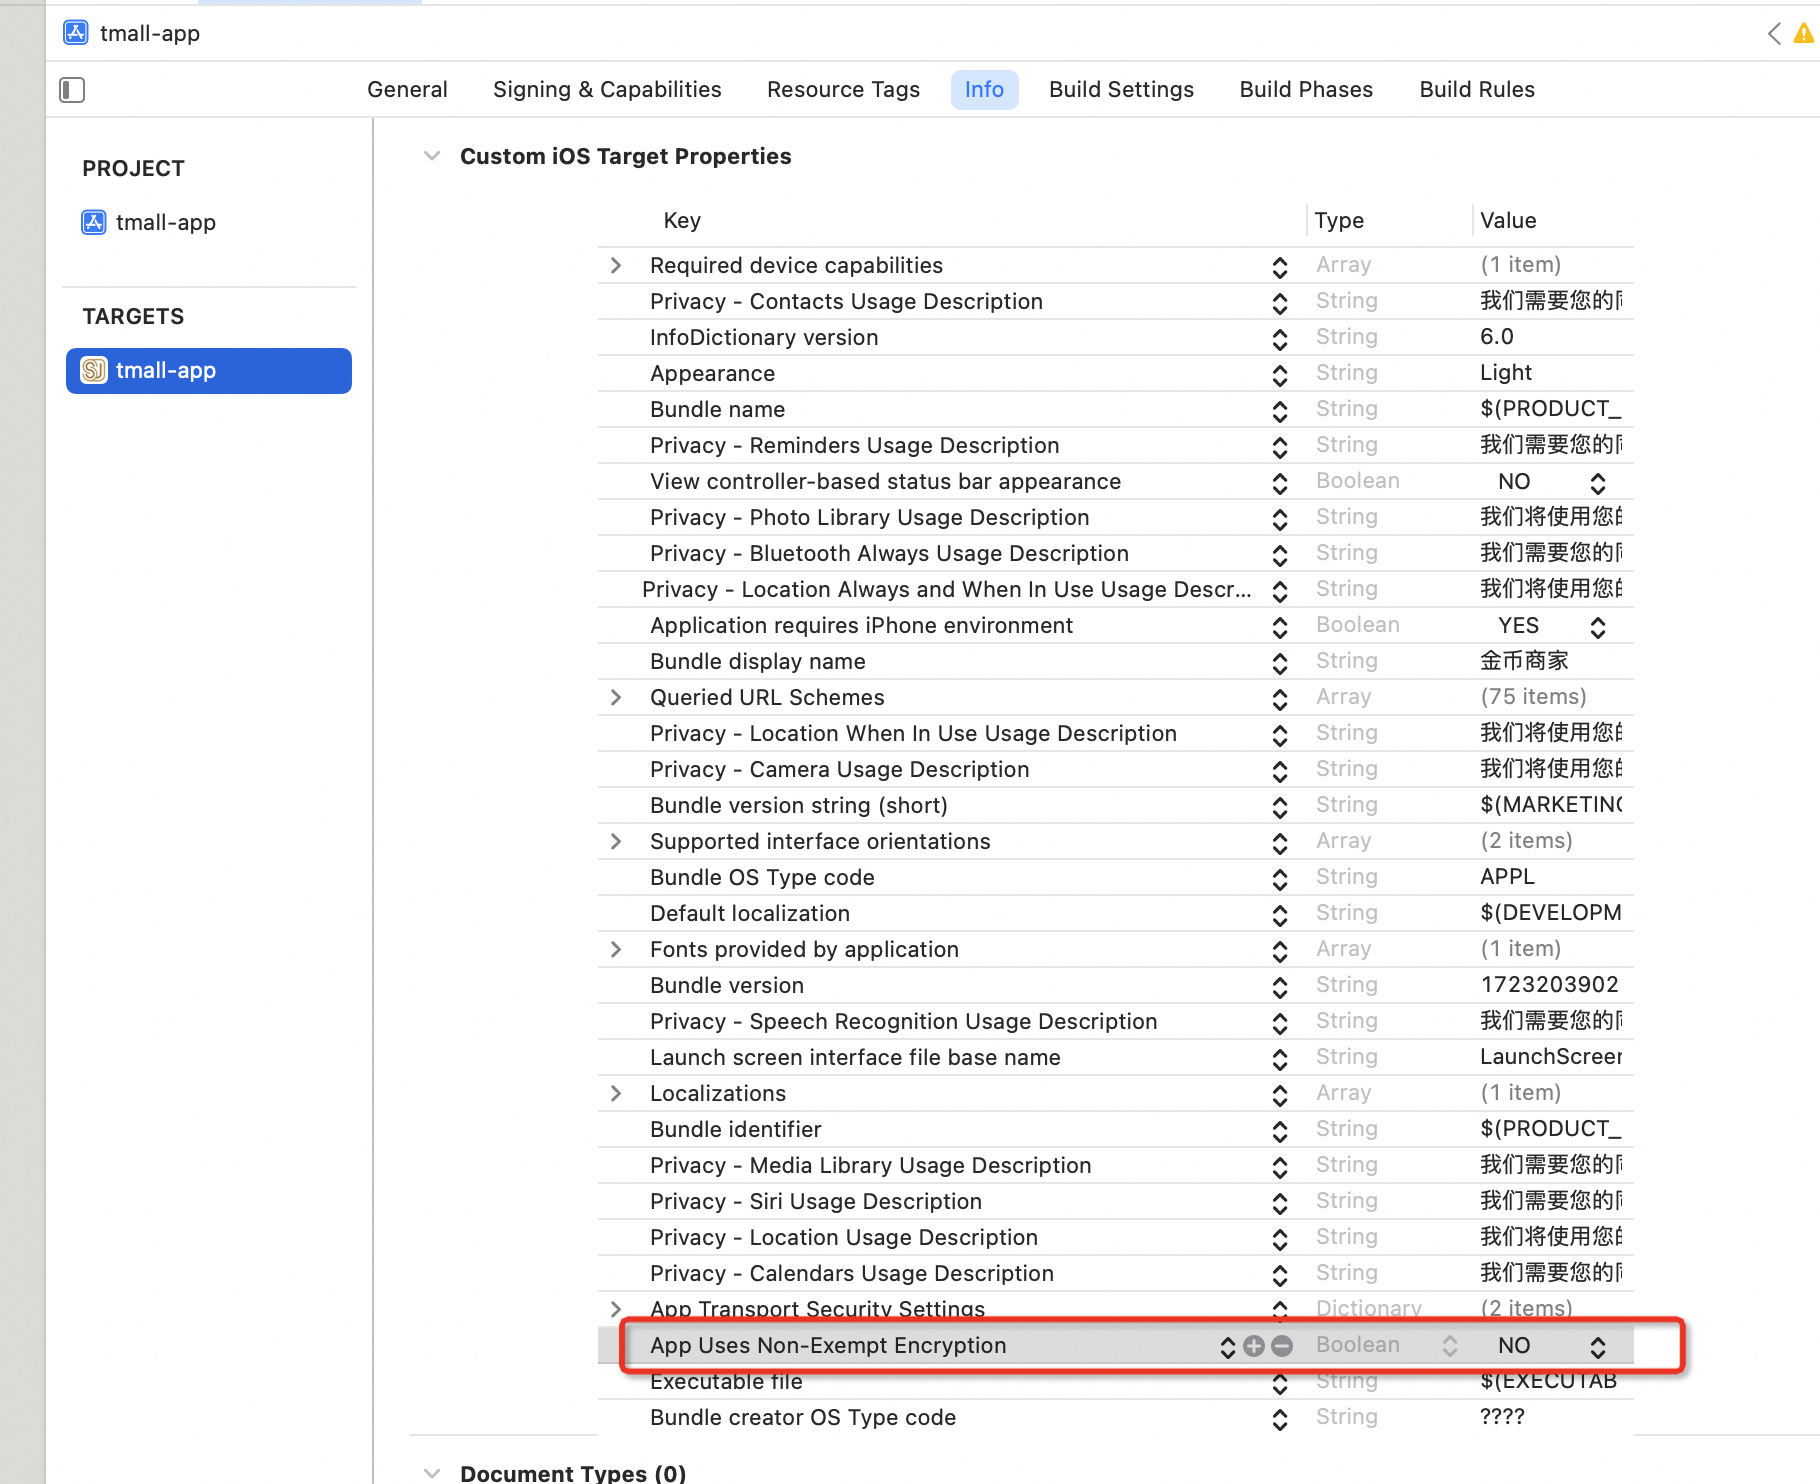 tmall-app
General Signing & Capabilities Resource Tags Info Build Settings Build Phases Build Rules
PROJECT
tmall-app
TARGETS
tmall-app
Custom iOS Target Properties
Key Type Value
Required device capabilities Array (1 item)
Privacy - Contacts Usage Description String 我们需要您的
InfoDictionary version String 6.0
Appearance String Light
Bundle name String $(PRODUCT_
Privacy - Reminders Usage Description String 我们需要您的
View controller-based status bar appearance Boolean NO
Privacy - Photo Library Usage Description String 我们将使用您
Privacy - Bluetooth Always Usage Description String 我们需要您的
Privacy - Location Always and When In Use Usage Descr... String 我们将使用您
Application requires iPhone environment Boolean YES
Bundle display name String 金币商家
Queried URL Schemes Array (75 items)
Privacy - Location When In Use Usage Description String 我们将使用您
Privacy - Camera Usage Description String 我们将使用您
Bundle version string (short) String $(MARKETING
Supported interface orientations Array (2 items)
Bundle OS Type code String APPL
Default localization String $(DEVELOPM
Fonts provided by application Array (1 item)
Bundle version String 1723203902
Privacy - Speech Recognition Usage Description String 我们需要您的
Launch screen interface file base name String LaunchScreen
Localizations Array (1 item)
Bundle identifier String $(PRODUCT_
Privacy - Media Library Usage Description String 我们需要您的
Privacy - Siri Usage Description String 我们需要您的
Privacy - Location Usage Description String 我们将使用您
Privacy - Calendars Usage Description String 我们需要您的
App Transport Security Settings Dictionary (2 items)
App Uses Non-Exempt Encryption Boolean NO
Executable file String $(EXECUTAB
Bundle creator OS Type code String ????
Document Types (0)